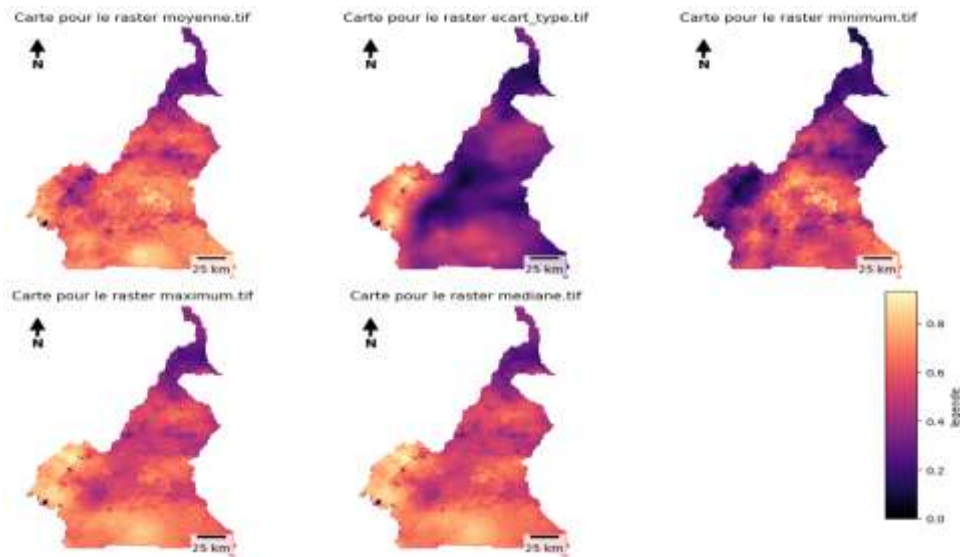 Carte pour le raster moyenne.tif
Carte pour le raster ecart_type.tif
Carte pour le raster minimum.tif
N
N
N
25 km
25 km
25 km
Carte pour le raster maximum.tif
Carte pour le raster mediane.tif
N
N
0.8
0.6
0.4
0.2
0.0
legende
25 km
25 km